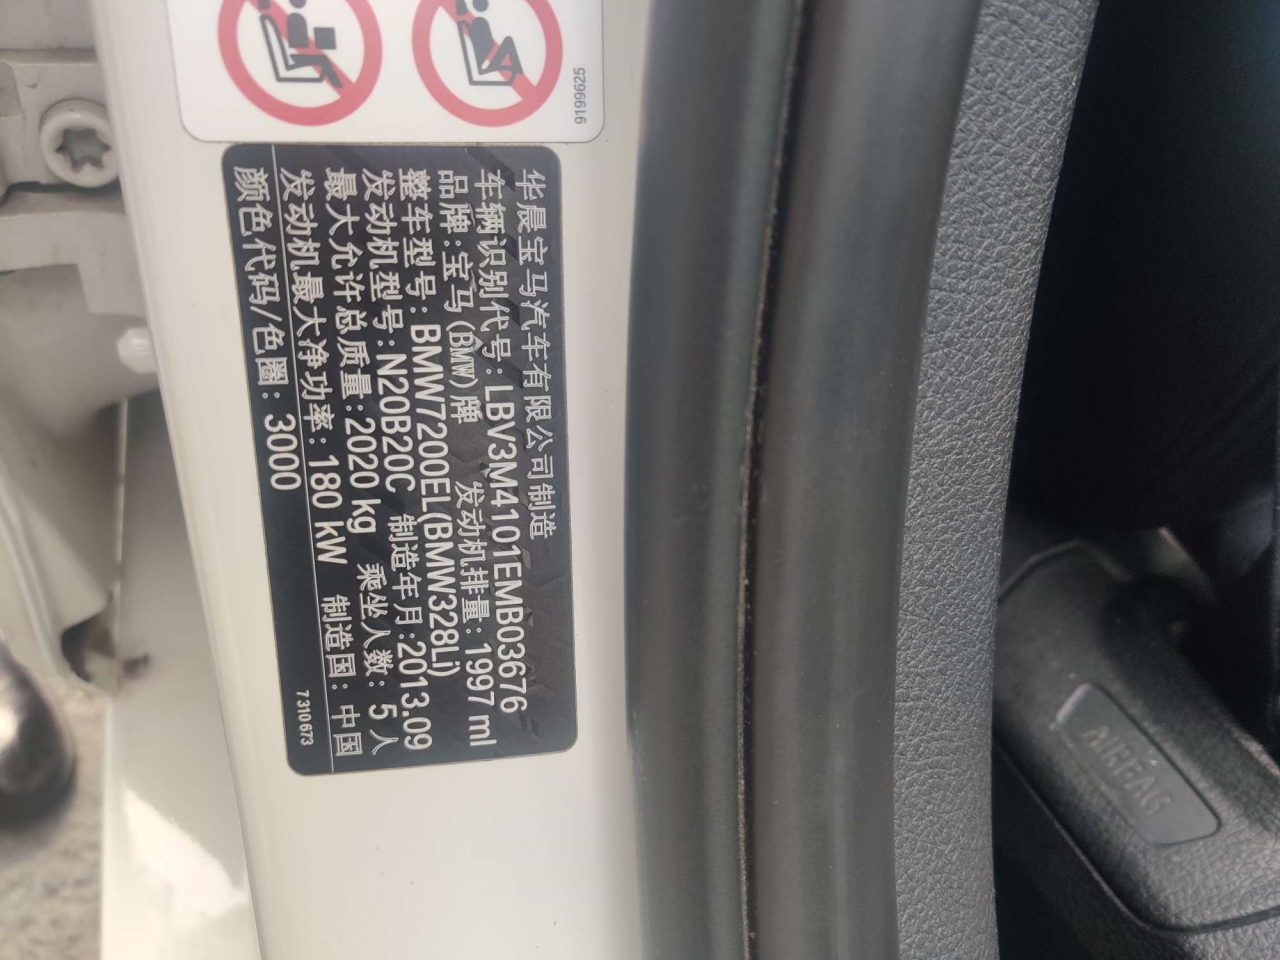 9199625
华晨宝马汽车有限公司制造
车辆识别代号:LBV3M4101EMB03676
品牌:宝马(BMW)牌 发动机排量:1997 ml
整车型号:BMW7200EL(BMW328Li)
发动机型号:N20B20C 制造年月:2013.09
最大允许总质量:2020 kg 乘坐人数:5人
发动机最大净功率:180 kW 制造国:中国
颜色代码/色圈:3000
7310673
AIRBAG